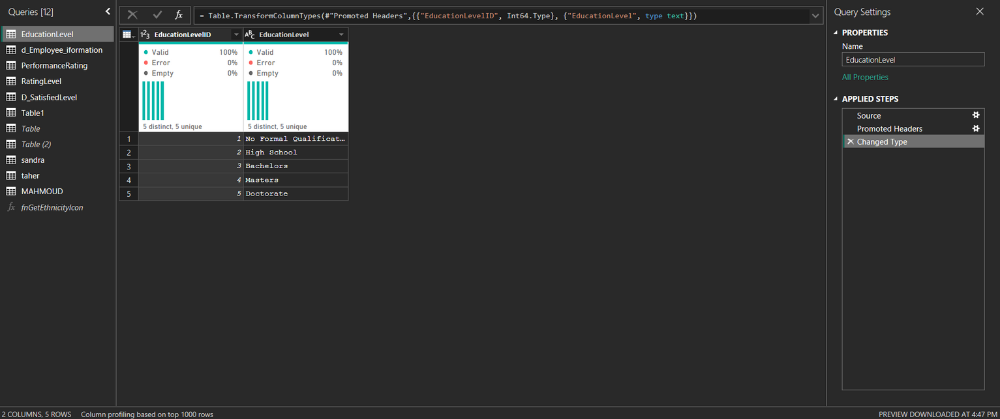 Queries [12]
EducationLevel
d_Employee_iformation
PerformanceRating
RatingLevel
D_SatisfiedLevel
Table1
Table
Table (2)
sandra
taher
MAHMOUD
fx fnGetEthnicityIcon
fx = Table.TransformColumnTypes(#"Promoted Headers",{{"EducationLevelID", Int64.Type}, {"EducationLevel", type text}})
1²3 EducationLevelID ABC EducationLevel
Valid 100% Valid 100%
Error 0% Error 0%
Empty 0% Empty 0%
5 distinct, 5 unique 5 distinct, 5 unique
1 1 No Formal Qualificat...
2 2 High School
3 3 Bachelors
4 4 Masters
5 5 Doctorate
Query Settings
PROPERTIES
Name
EducationLevel
All Properties
APPLIED STEPS
Source
Promoted Headers
Changed Type
2 COLUMNS, 5 ROWS Column profiling based on top 1000 rows PREVIEW DOWNLOADED AT 4:47 PM